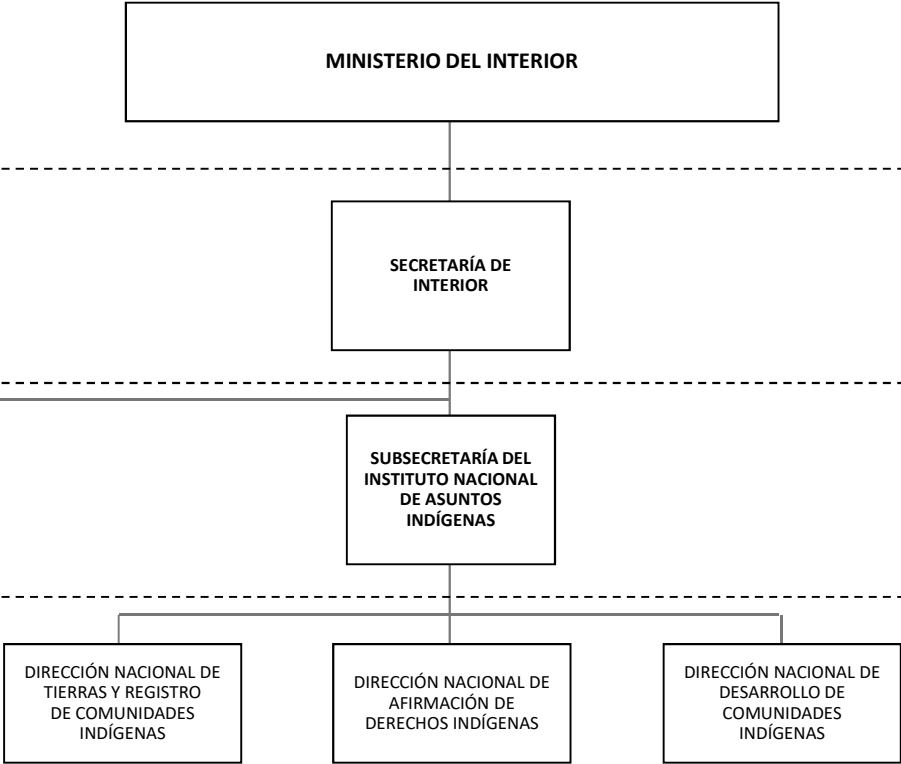 MINISTERIO DEL INTERIOR
SECRETARÍA DE
INTERIOR
SUBSECRETARÍA DEL
INSTITUTO NACIONAL
DE ASUNTOS
INDÍGENAS
DIRECCIÓN NACIONAL DE
TIERRAS Y REGISTRO
DE COMUNIDADES
INDÍGENAS
DIRECCIÓN NACIONAL DE
AFIRMACIÓN DE
DERECHOS INDÍGENAS
DIRECCIÓN NACIONAL DE
DESARROLLO DE
COMUNIDADES
INDÍGENAS